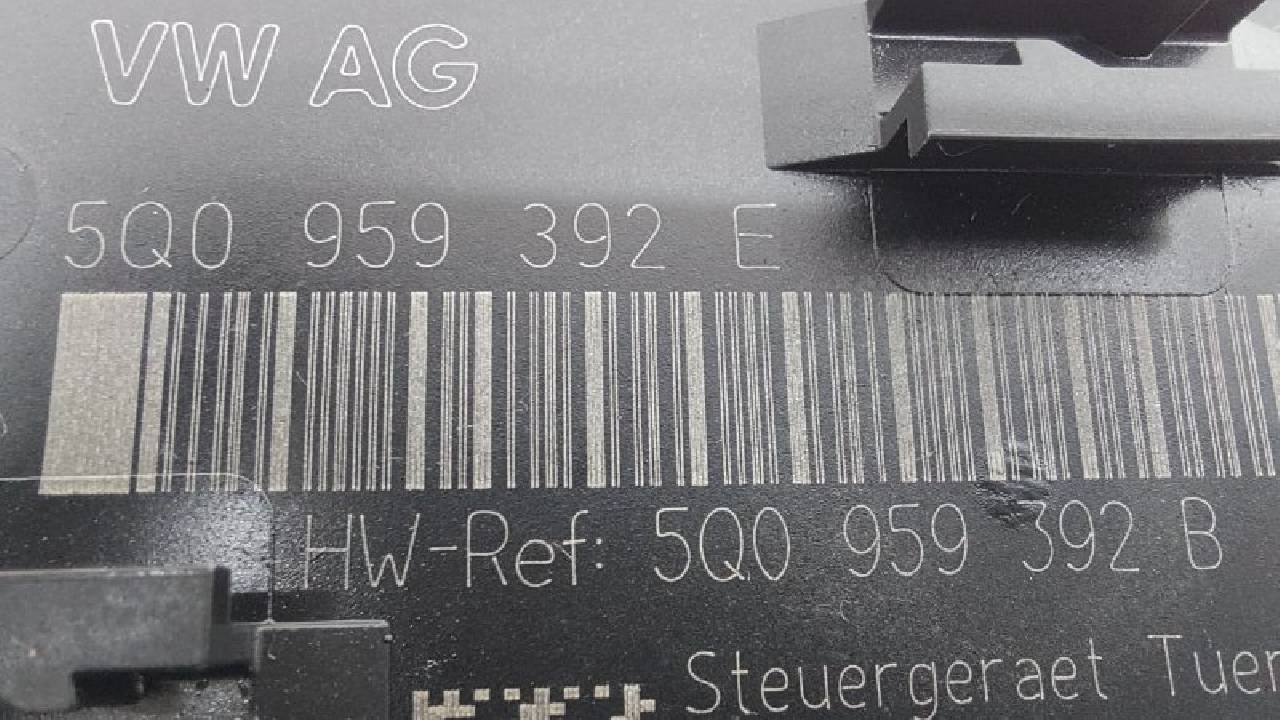 VW AG
5Q0 959 392 E
HW-Ref: 5Q0 959 392 B
Steuergeraet Tuer